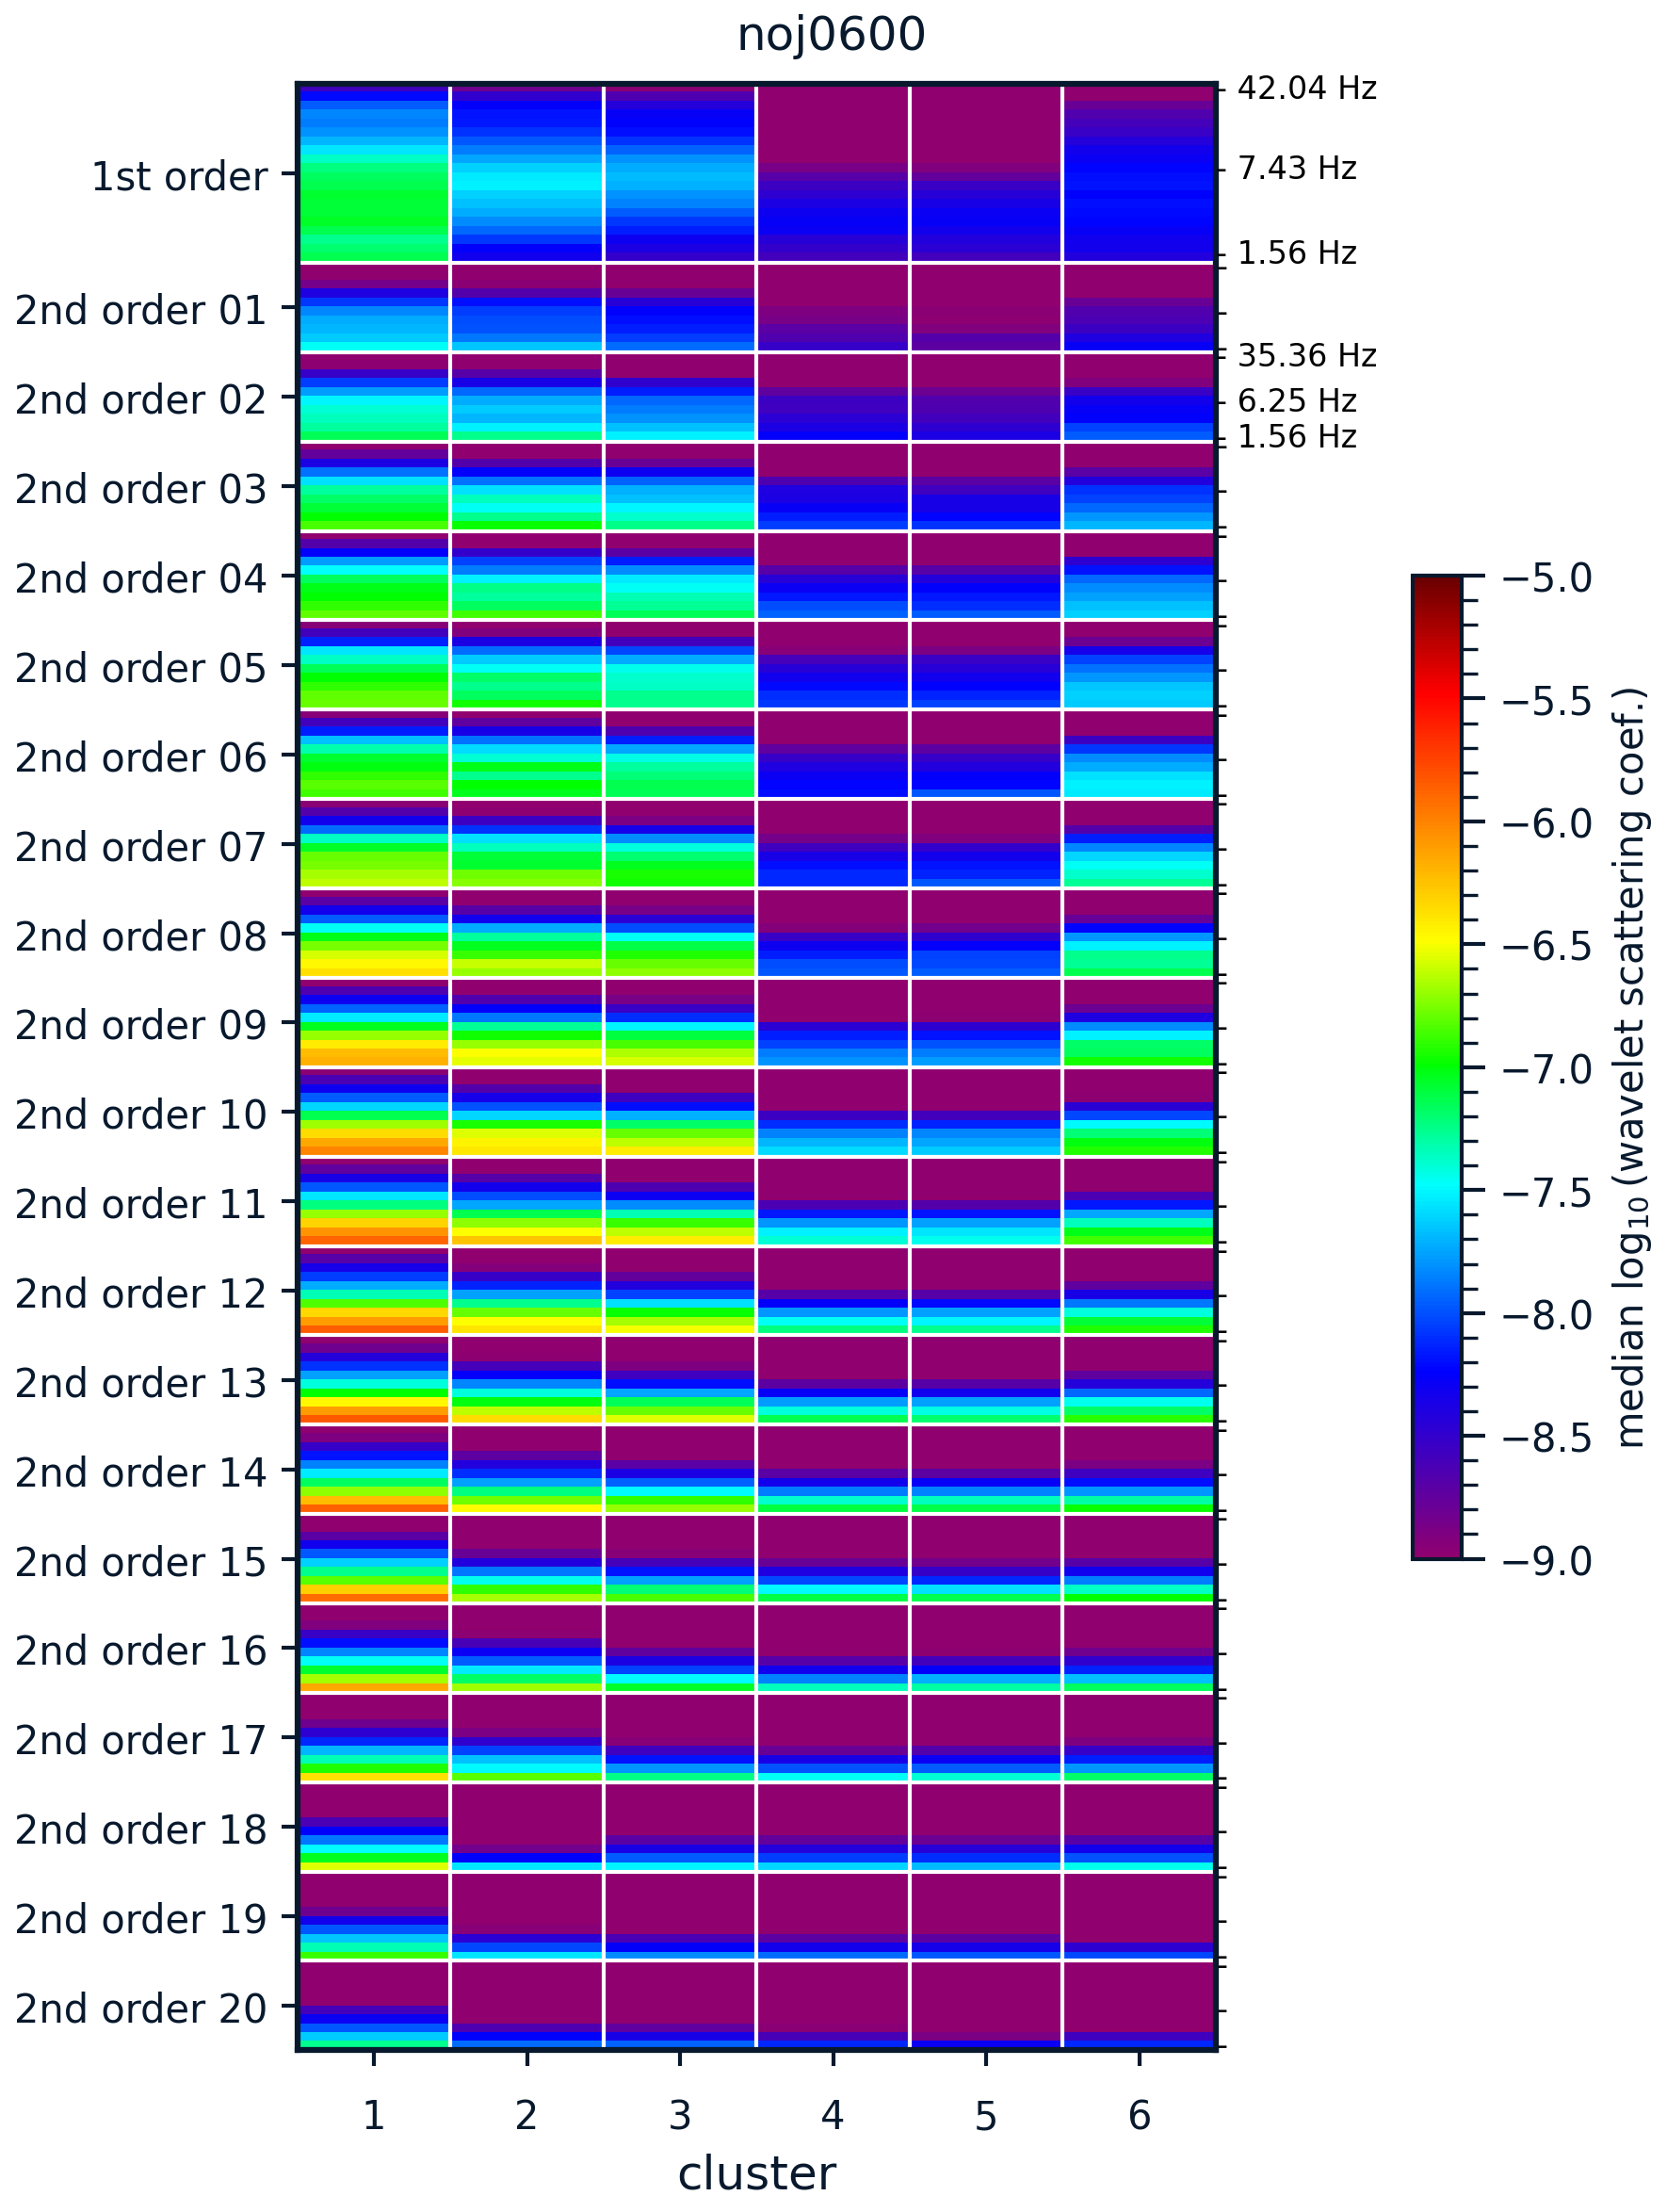 noj0600
1st order
2nd order 01
2nd order 02
2nd order 03
2nd order 04
2nd order 05
2nd order 06
2nd order 07
2nd order 08
2nd order 09
2nd order 10
2nd order 11
2nd order 12
2nd order 13
2nd order 14
2nd order 15
2nd order 16
2nd order 17
2nd order 18
2nd order 19
2nd order 20
42.04 Hz
7.43 Hz
1.56 Hz
35.36 Hz
6.25 Hz
1.56 Hz
1 2 3 4 5 6
cluster
−5.0
−5.5
−6.0
−6.5
−7.0
−7.5
−8.0
−8.5
−9.0
median log₁₀ (wavelet scattering coef.)